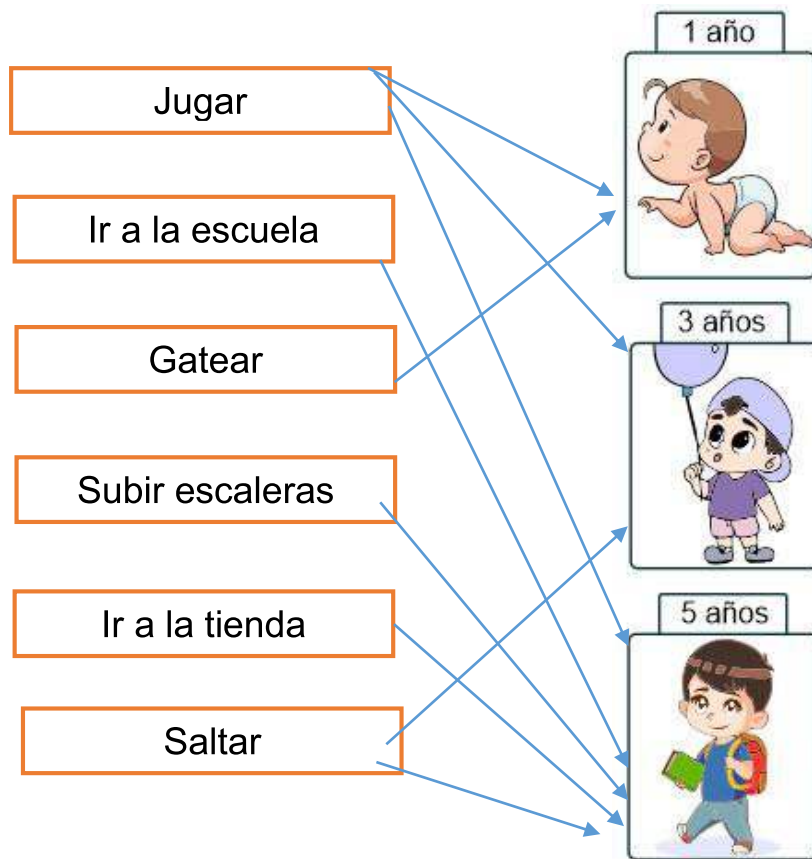 Jugar
Ir a la escuela
Gatear
Subir escaleras
Ir a la tienda
Saltar
1 año
3 años
5 años